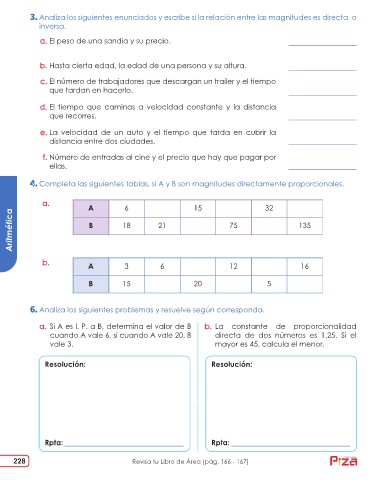 3. Analiza los siguientes enunciados y escribe si la relación entre las magnitudes es directa o
inversa.
a. El peso de una sandía y su precio.
b. Hasta cierta edad, la edad de una persona y su altura.
c. El número de trabajadores que descargan un trailer y el tiempo
que tardan en hacerlo.
d. El tiempo que caminas a velocidad constante y la distancia
que recorres.
e. La velocidad de un auto y el tiempo que tarda en cubrir la
distancia entre dos ciudades.
f. Número de entradas al cine y el precio que hay que pagar por
ellas.
4. Completa las siguientes tablas, si A y B son magnitudes directamente proporcionales.
a.
A 6 15 32
B 18 21 75 135
Aritmética
b.
A 3 6 12 16
B 15 20 5
6. Analiza los siguientes problemas y resuelve según corresponda.
a. Si A es I. P. a B, determina el valor de B
cuando A vale 6, si cuando A vale 20, B
vale 3.
b. La constante de proporcionalidad
directa de dos números es 1,25. Si el
mayor es 45, calcula el menor.
Resolución:
Resolución:
Rpta:
Rpta:
228
Revisa tu Libro de Área (pág. 166 - 167)